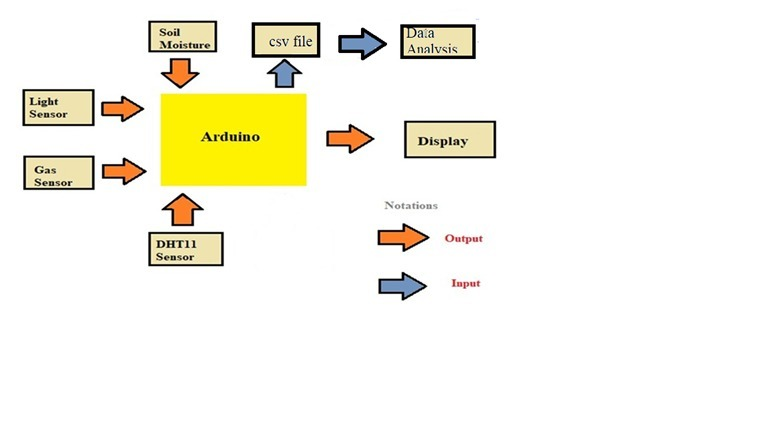 Soil
Moisture
csv file
Data
Analysis
Light
Sensor
Arduino
Display
Gas
Sensor
DHT11
Sensor
Notations
Output
Input